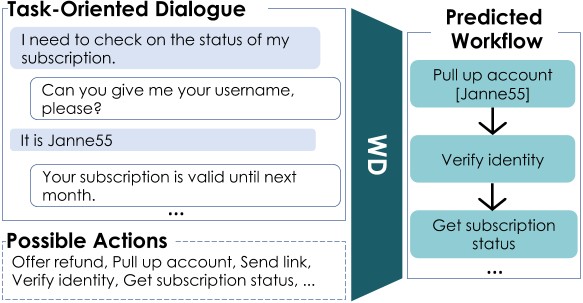 Task-Oriented Dialogue
I need to check on the status of my
subscription.
Can you give me your username,
please?
It is Janne55
Your subscription is valid until next
month.
...
Possible Actions
Offer refund, Pull up account, Send link,
Verify identity, Get subscription status, ...
WD
Predicted
Workflow
Pull up account
[Janne55]
Verify identity
Get subscription
status
...